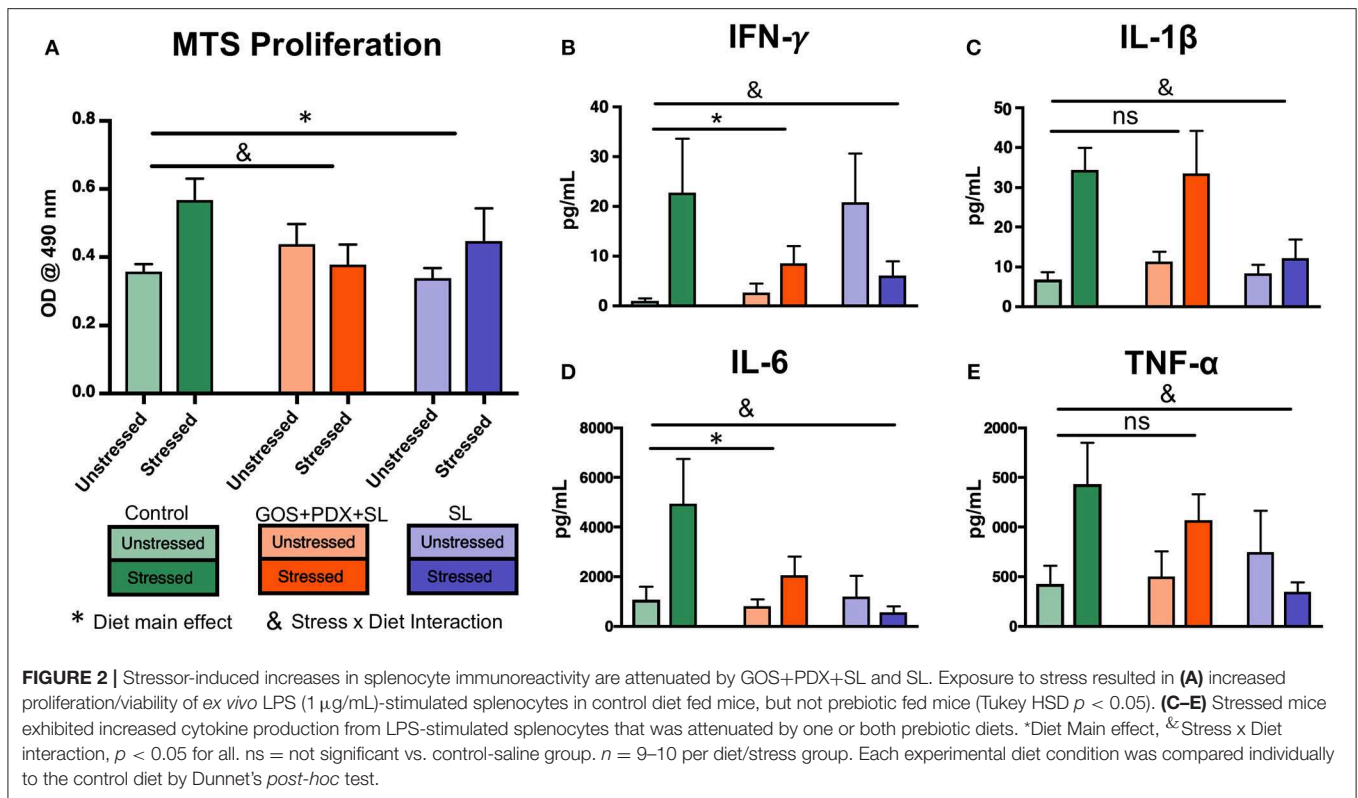 A
MTS Proliferation
OD @ 490 nm
0.8
0.6
0.4
0.2
0.0
*
&
Unstressed
Stressed
Unstressed
Stressed
Unstressed
Stressed
Control
GOS+PDX+SL
SL
Unstressed
Unstressed
Unstressed
Stressed
Stressed
Stressed
* Diet main effect
& Stress x Diet Interaction
B
IFN-γ
pg/mL
40
30
20
10
0
&
*
C
IL-1β
pg/mL
50
40
30
20
10
0
&
ns
D
IL-6
pg/mL
8000
6000
4000
2000
0
&
*
E
TNF-α
pg/mL
2000
500
000
500
0
&
ns
FIGURE 2 | Stressor-induced increases in splenocyte immunoreactivity are attenuated by GOS+PDX+SL and SL. Exposure to stress resulted in (A) increased
proliferation/viability of ex vivo LPS (1 μg/mL)-stimulated splenocytes in control diet fed mice, but not prebiotic fed mice (Tukey HSD p < 0.05). (C–E) Stressed mice
exhibited increased cytokine production from LPS-stimulated splenocytes that was attenuated by one or both prebiotic diets. *Diet Main effect, &Stress x Diet
interaction, p < 0.05 for all. ns = not significant vs. control-saline group. n = 9–10 per diet/stress group. Each experimental diet condition was compared individually
to the control diet by Dunnet's post-hoc test.